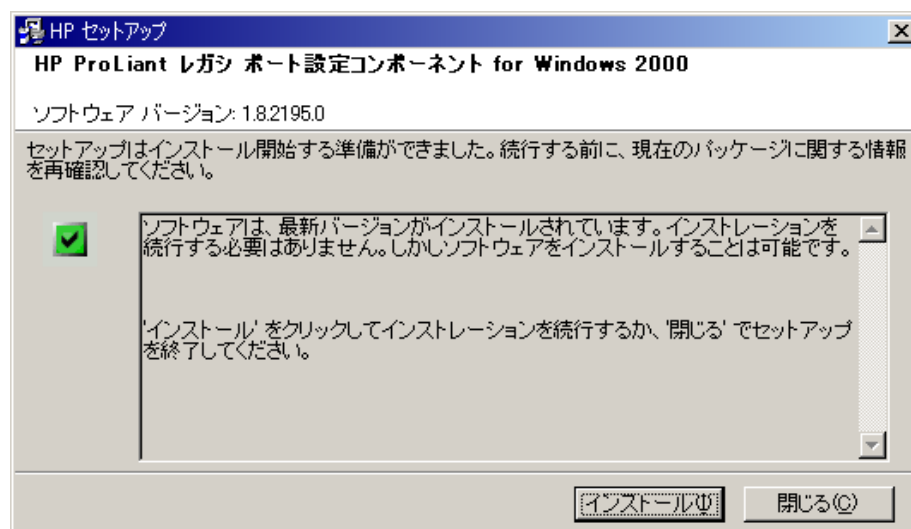 HP セットアップ
HP ProLiant レガシ ポート設定コンポーネント for Windows 2000
ソフトウェア バージョン: 1.8.2195.0
セットアップはインストール開始する準備ができました。続行する前に、現在のパッケージに関する情報
を再確認してください。
ソフトウェアは、最新バージョンがインストールされています。インストレーションを
続行する必要はありません。しかしソフトウェアをインストールすることは可能です。
'インストール' をクリックしてインストレーションを続行するか、'閉じる' でセットアップ
を終了してください。
インストール(I)
閉じる(C)